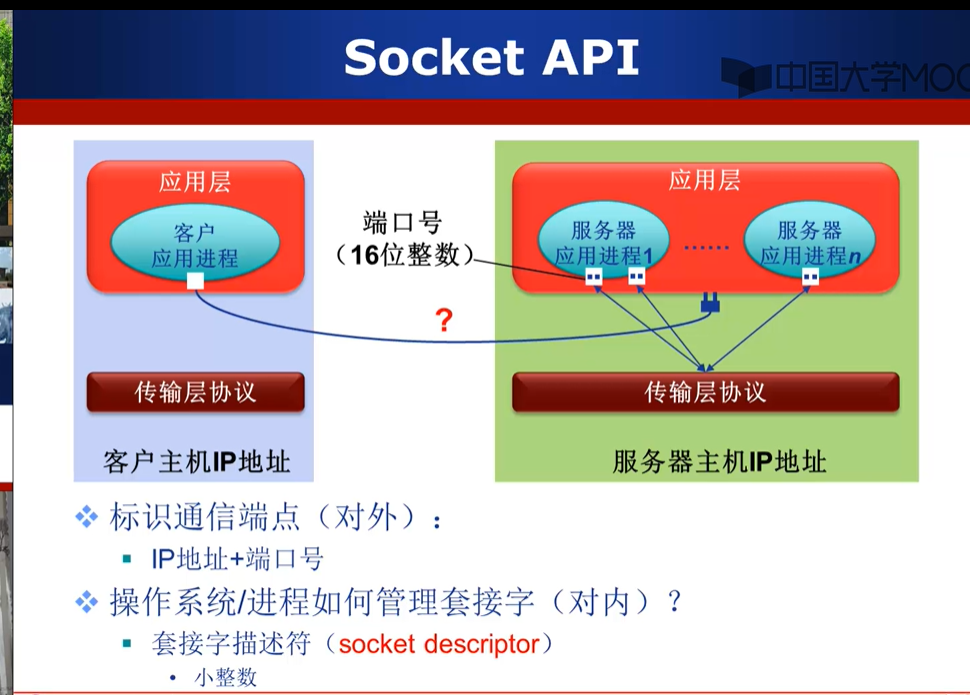 Socket API
中国大学MOO
应用层
客户
应用进程
传输层协议
客户主机IP地址
端口号
（16位整数）
?
应用层
服务器
应用进程1
......
服务器
应用进程n
传输层协议
服务器主机IP地址
标识通信端点（对外）：
IP地址+端口号
操作系统/进程如何管理套接字（对内）？
套接字描述符（socket descriptor）
小整数